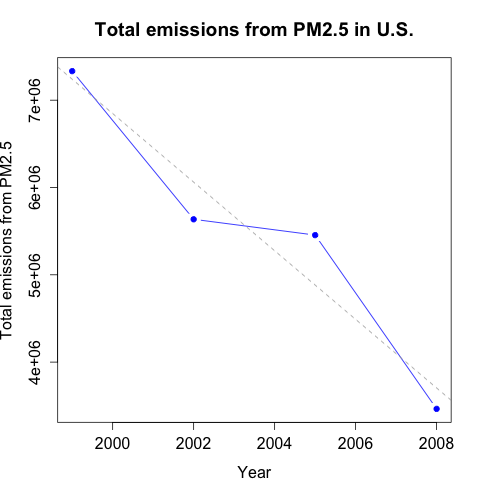 Total emissions from PM2.5 in U.S.
Total emissions from PM2.5
7e+06
6e+06
5e+06
4e+06
2000 2002 2004 2006 2008
Year